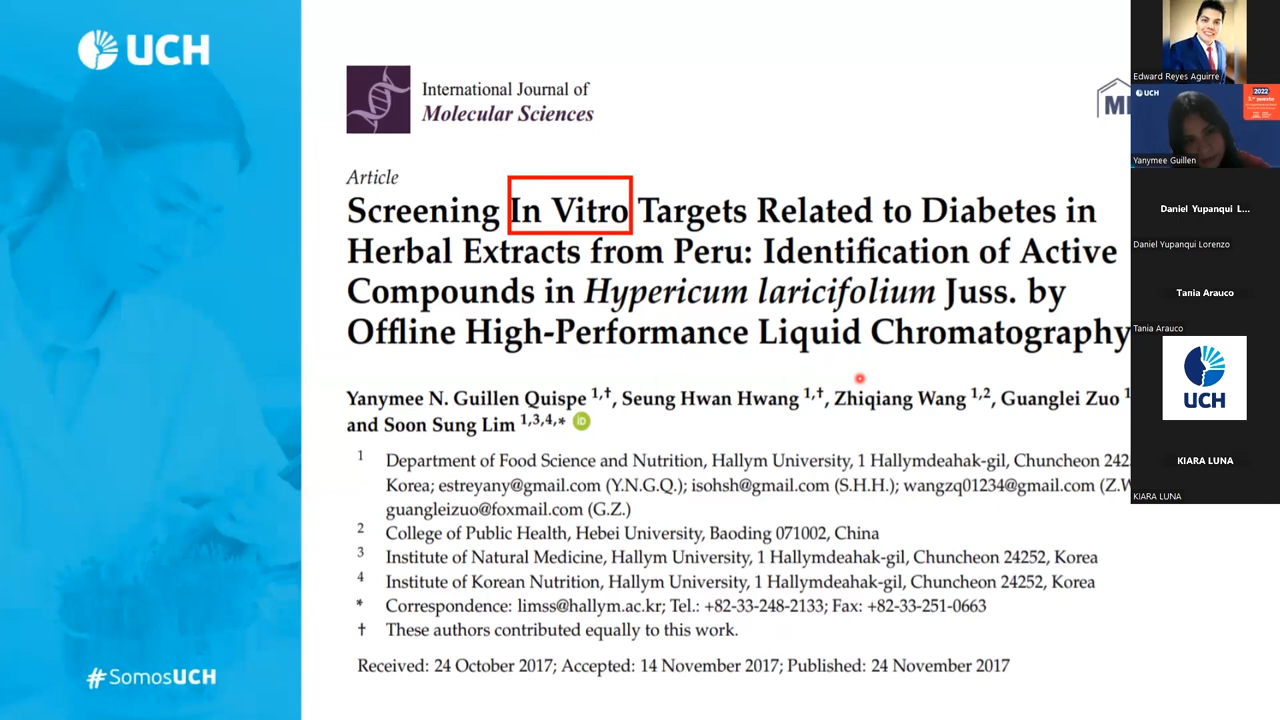 UCH
International Journal of
Molecular Sciences
Article
Screening In Vitro Targets Related to Diabetes in
Herbal Extracts from Peru: Identification of Active
Compounds in Hypericum laricifolium Juss. by
Offline High-Performance Liquid Chromatography
Yanymee N. Guillen Quispe 1,†, Seung Hwan Hwang 1,†, Zhiqiang Wang 1,2, Guanglei Zuo 1
and Soon Sung Lim 1,3,4,* iD
1 Department of Food Science and Nutrition, Hallym University, 1 Hallymdeahak-gil, Chuncheon 242
Korea; estreyany@gmail.com (Y.N.G.Q.); isohsh@gmail.com (S.H.H.); wangzq01234@gmail.com (Z.W
guangleizuo@foxmail.com (G.Z.)
2 College of Public Health, Hebei University, Baoding 071002, China
3 Institute of Natural Medicine, Hallym University, 1 Hallymdeahak-gil, Chuncheon 24252, Korea
4 Institute of Korean Nutrition, Hallym University, 1 Hallymdeahak-gil, Chuncheon 24252, Korea
* Correspondence: limss@hallym.ac.kr; Tel.: +82-33-248-2133; Fax: +82-33-251-0663
† These authors contributed equally to this work.
Received: 24 October 2017; Accepted: 14 November 2017; Published: 24 November 2017
#SomosUCH
Edward Reyes Aguirre
UCH
2022
Yanymee Guillen
Daniel Yupanqui L...
Daniel Yupanqui Lorenzo
Tania Arauco
Tania Arauco
UCH
KIARA LUNA
KIARA LUNA